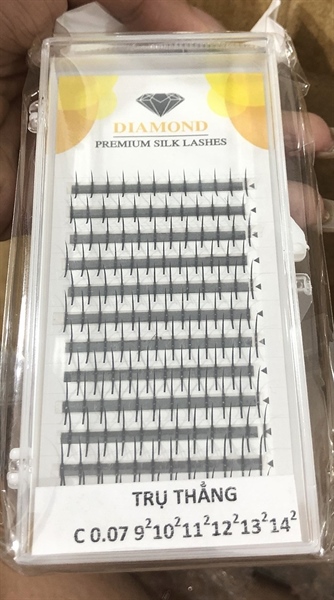 DIAMOND
PREMIUM SILK LASHES
TRỤ THẲNG
C 0.07 9²10²11²12²13²14²